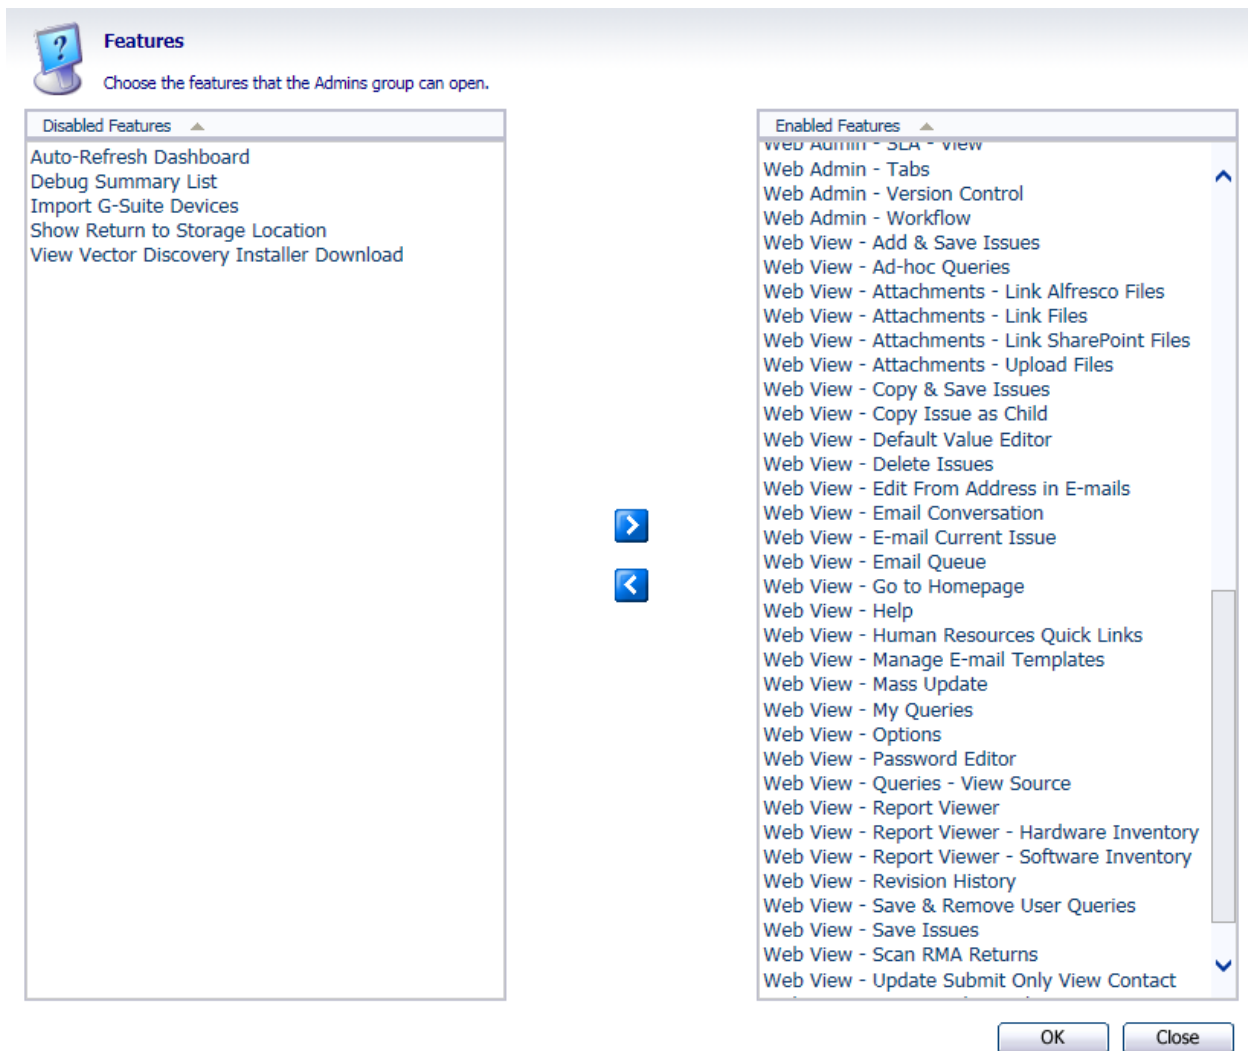 Features
Choose the features that the Admins group can open.
Disabled Features
Auto-Refresh Dashboard
Debug Summary List
Import G-Suite Devices
Show Return to Storage Location
View Vector Discovery Installer Download
Enabled Features
Web Admin - SLA - View
Web Admin - Tabs
Web Admin - Version Control
Web Admin - Workflow
Web View - Add & Save Issues
Web View - Ad-hoc Queries
Web View - Attachments - Link Alfresco Files
Web View - Attachments - Link Files
Web View - Attachments - Link SharePoint Files
Web View - Attachments - Upload Files
Web View - Copy & Save Issues
Web View - Copy Issue as Child
Web View - Default Value Editor
Web View - Delete Issues
Web View - Edit From Address in E-mails
Web View - Email Conversation
Web View - E-mail Current Issue
Web View - Email Queue
Web View - Go to Homepage
Web View - Help
Web View - Human Resources Quick Links
Web View - Manage E-mail Templates
Web View - Mass Update
Web View - My Queries
Web View - Options
Web View - Password Editor
Web View - Queries - View Source
Web View - Report Viewer
Web View - Report Viewer - Hardware Inventory
Web View - Report Viewer - Software Inventory
Web View - Revision History
Web View - Save & Remove User Queries
Web View - Save Issues
Web View - Scan RMA Returns
Web View - Update Submit Only View Contact
OK
Close